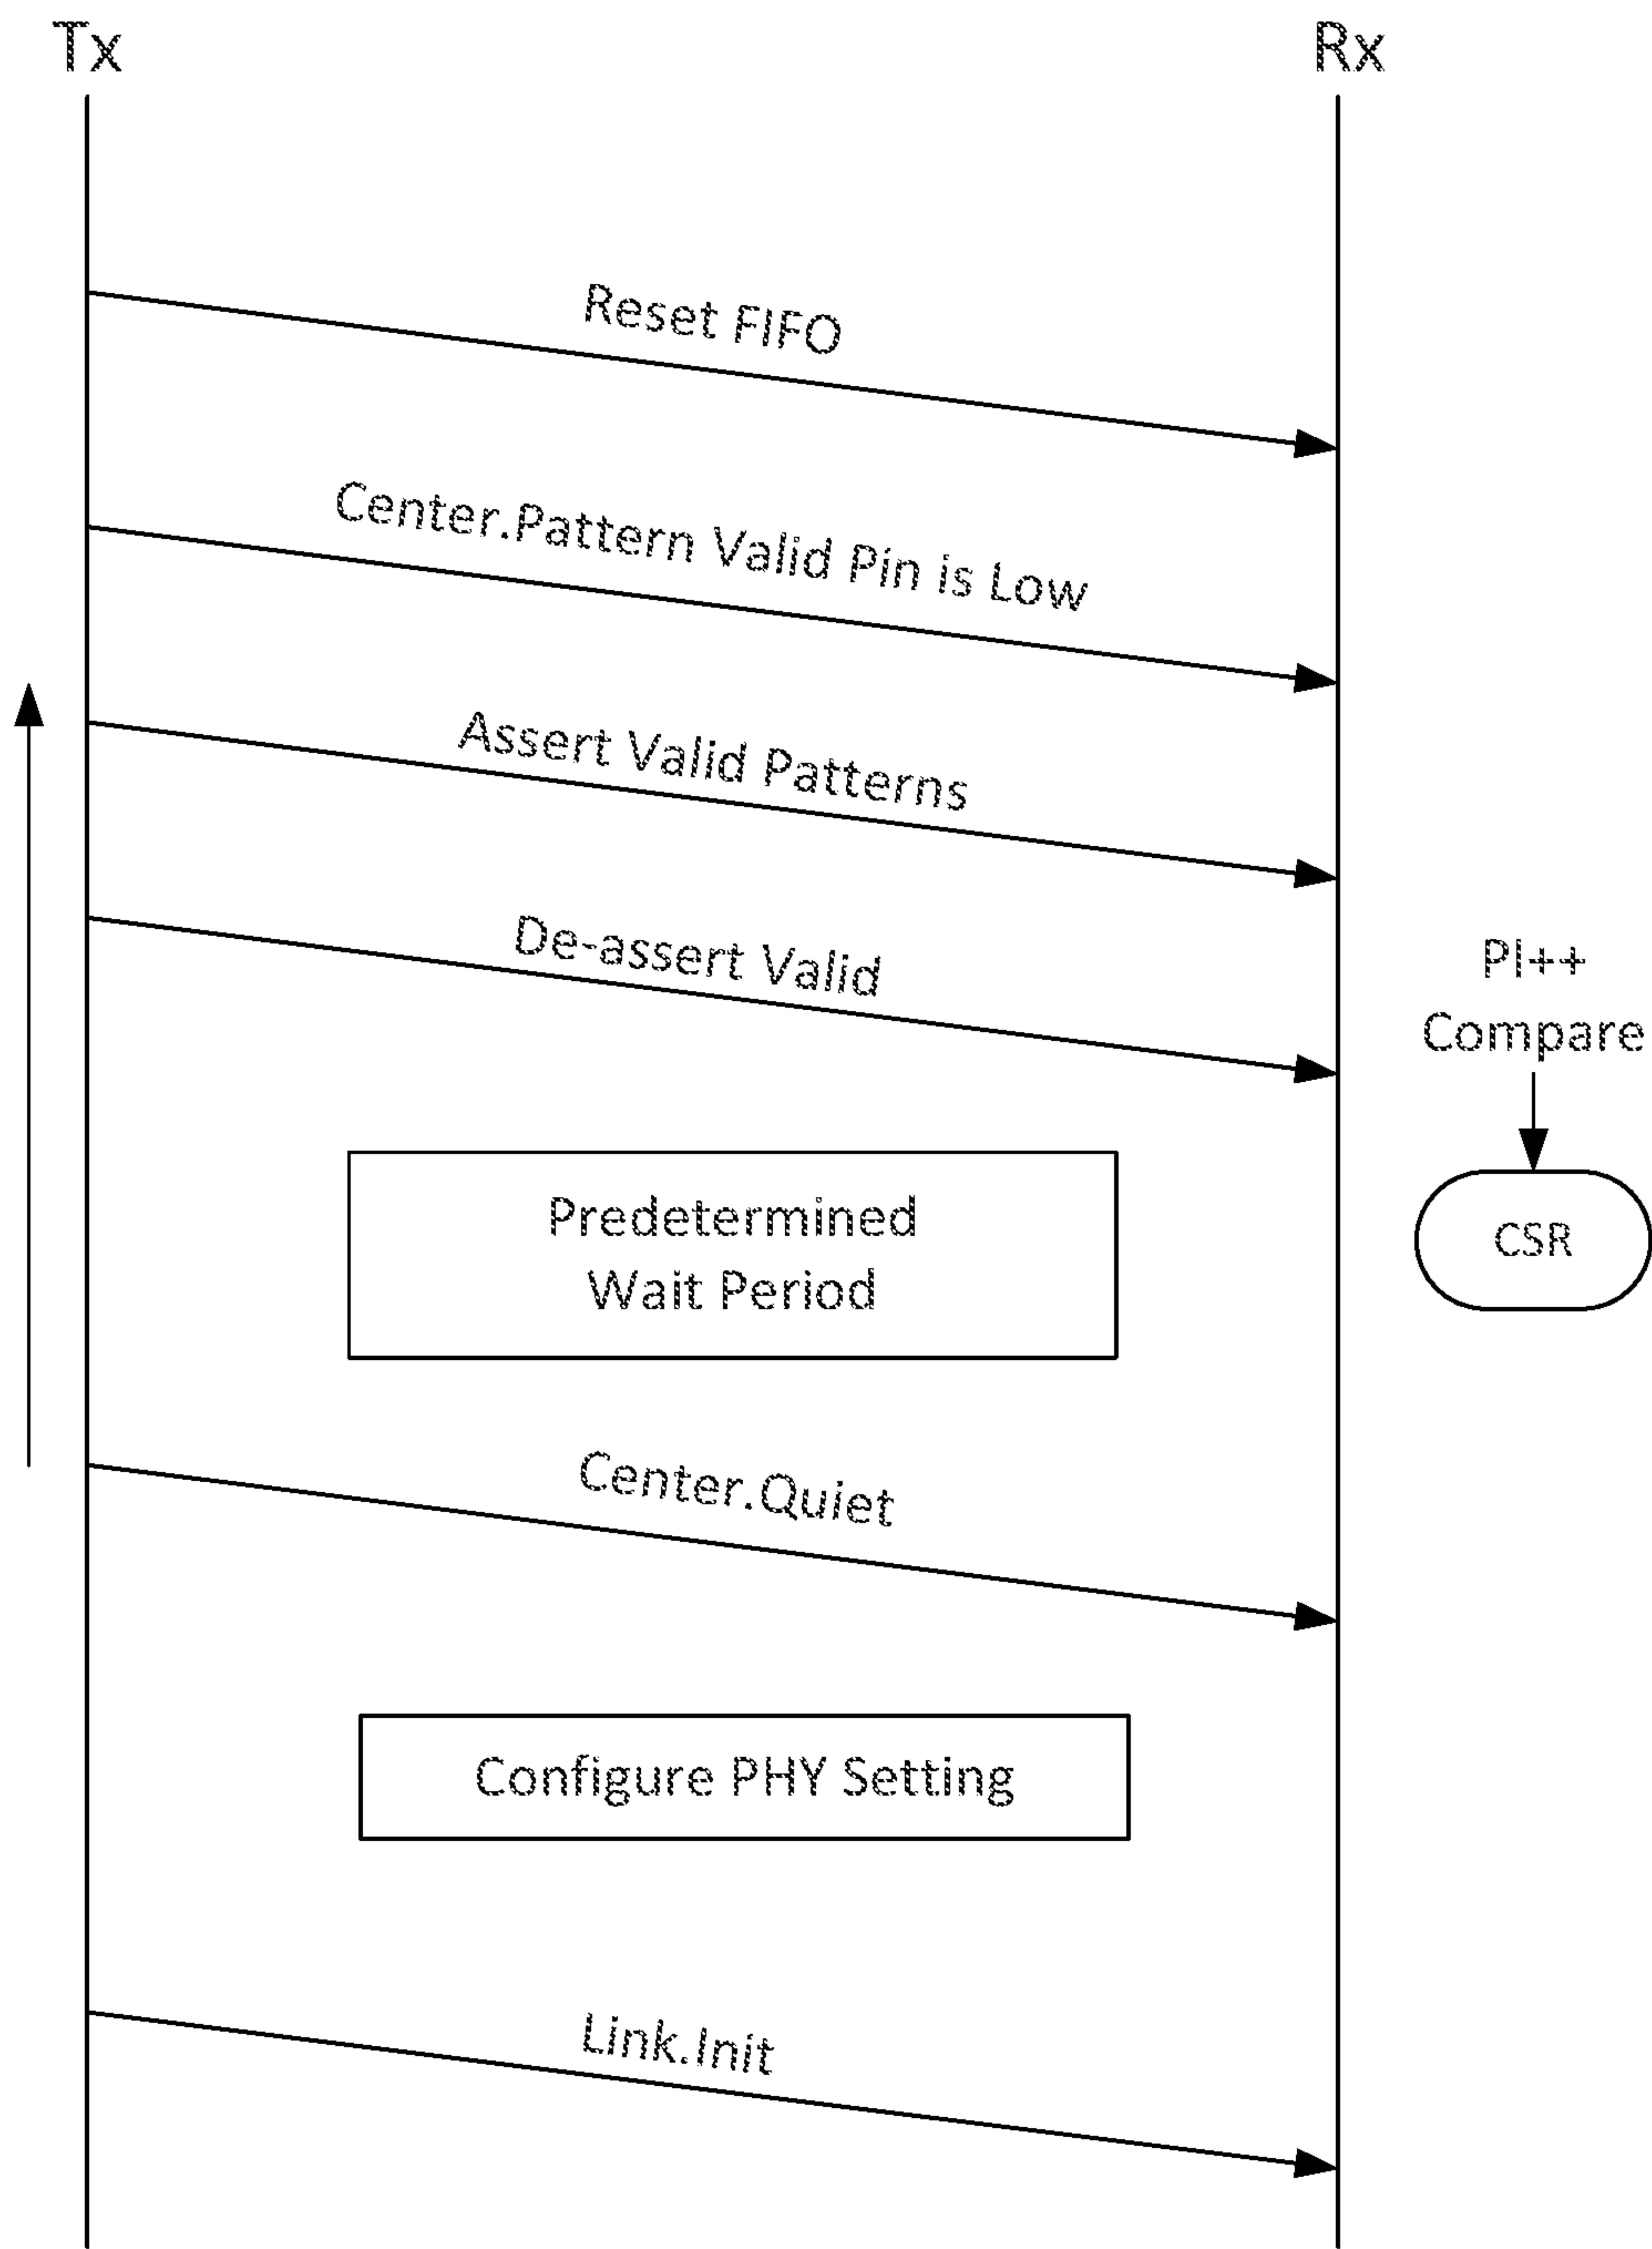 Tx
Rx
Reset FIFO
Center.Pattern Valid Pin is Low
Assert Valid Patterns
De-assert Valid
PI++
Compare
Predetermined
Wait Period
CSR
Center.Quiet
Configure PHY Setting
Link.Init